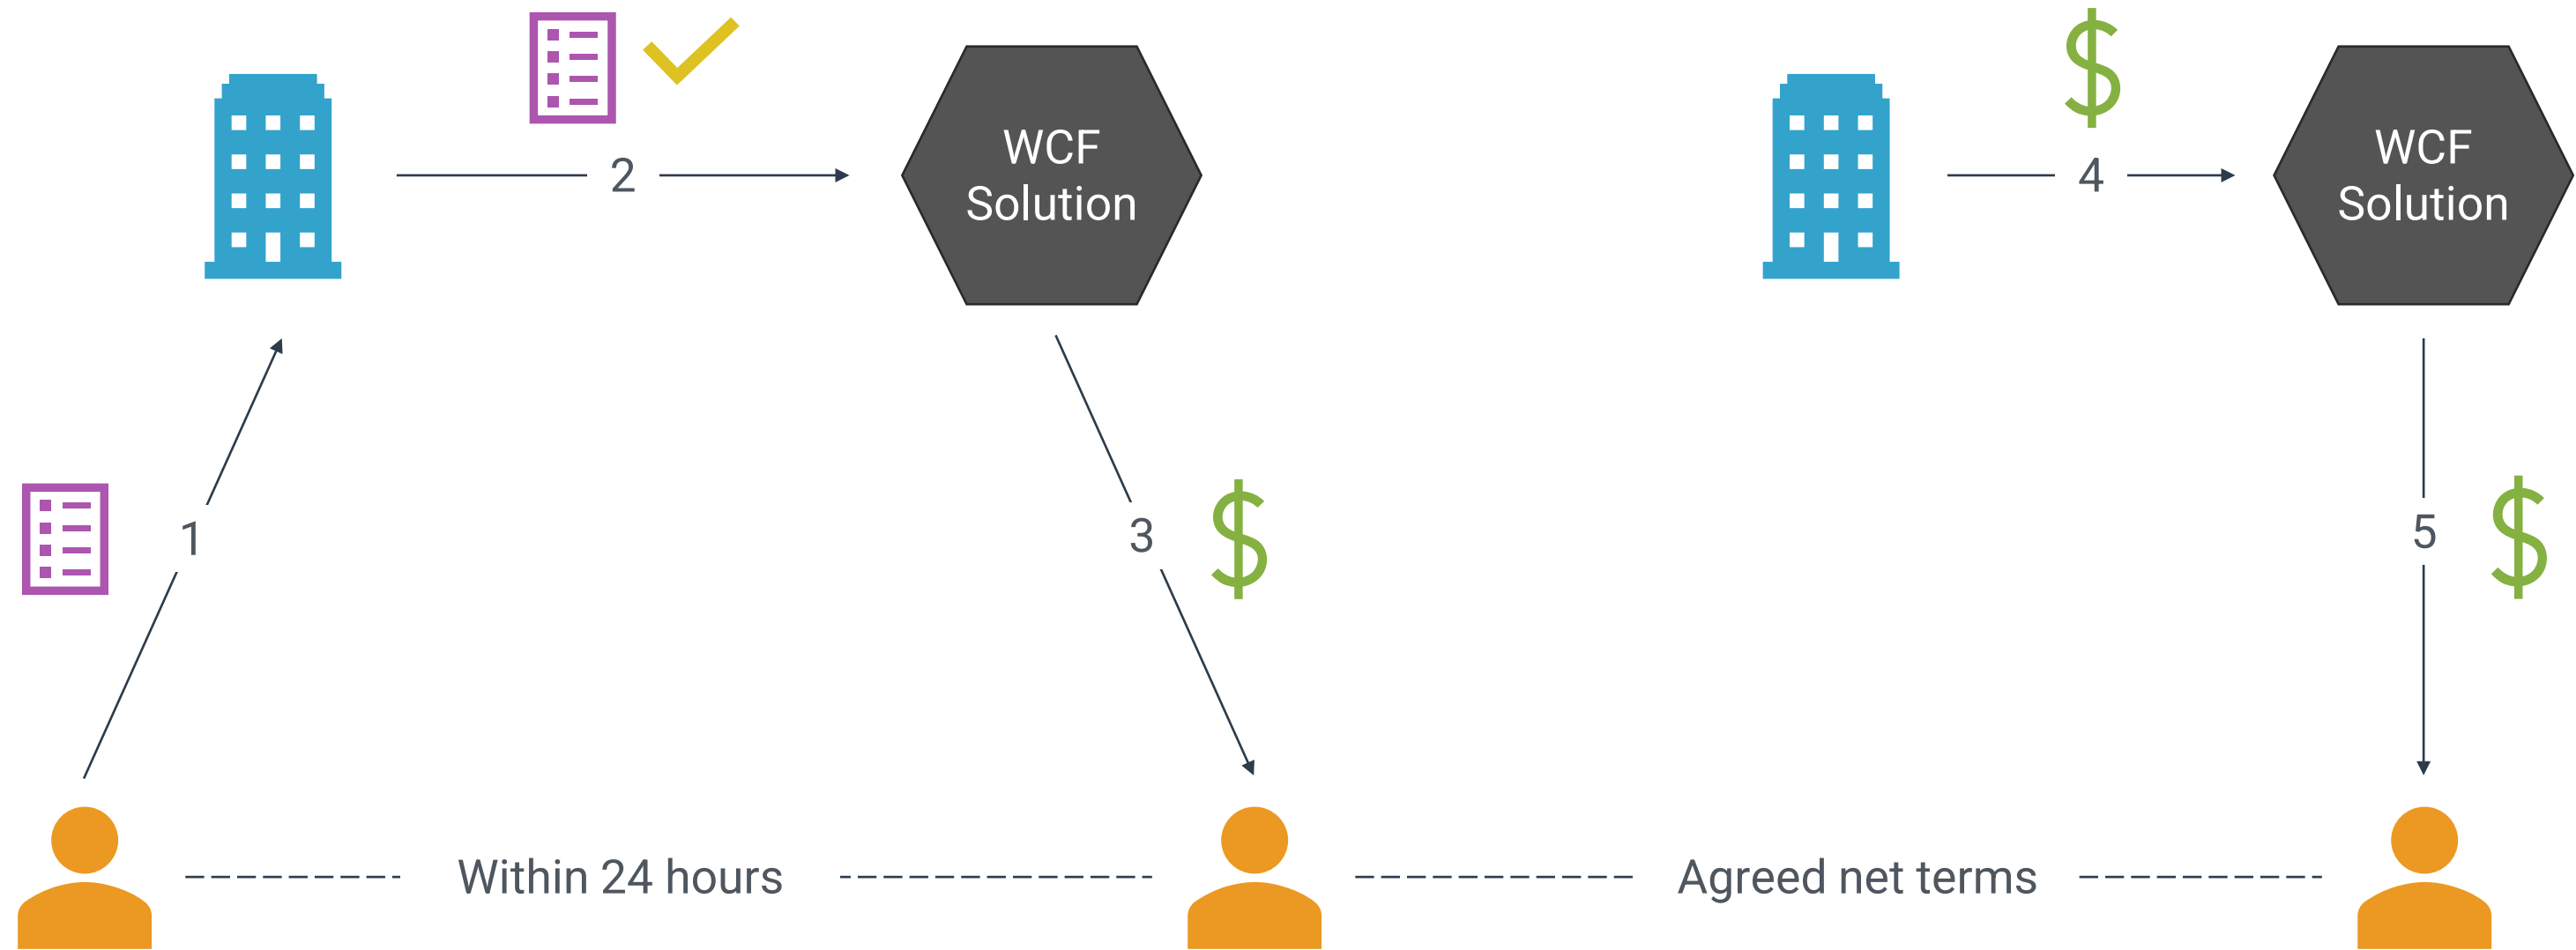 2
WCF
Solution
4
WCF
Solution
1
3
5
Within 24 hours
Agreed net terms